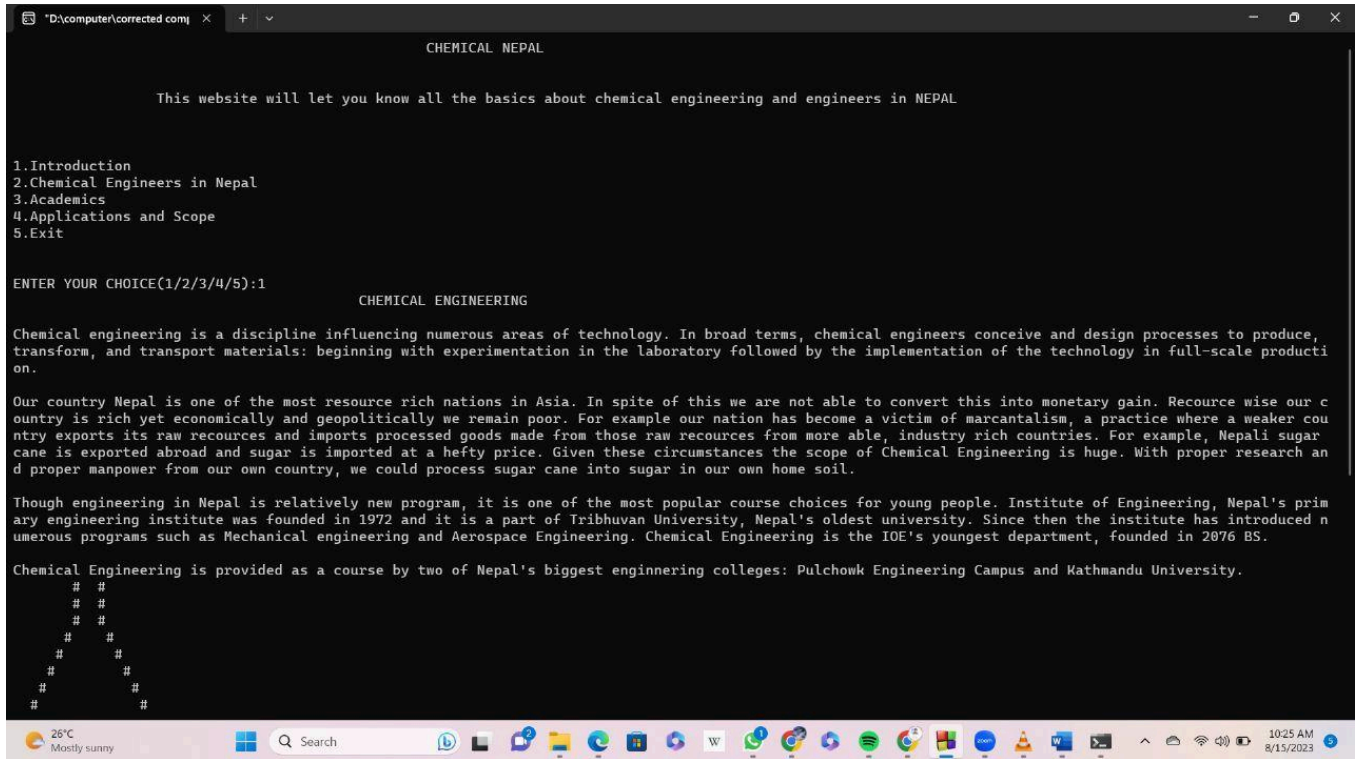 "D:\computer\corrected comp
CHEMICAL NEPAL
This website will let you know all the basics about chemical engineering and engineers in NEPAL
1.Introduction
2.Chemical Engineers in Nepal
3.Academics
4.Applications and Scope
5.Exit
ENTER YOUR CHOICE(1/2/3/4/5):1
CHEMICAL ENGINEERING
Chemical engineering is a discipline influencing numerous areas of technology. In broad terms, chemical engineers conceive and design processes to produce,
transform, and transport materials: beginning with experimentation in the laboratory followed by the implementation of the technology in full-scale producti
on.
Our country Nepal is one of the most resource rich nations in Asia. In spite of this we are not able to convert this into monetary gain. Recource wise our c
ountry is rich yet economically and geopolitically we remain poor. For example our nation has become a victim of marcantalism, a practice where a weaker cou
ntry exports its raw recources and imports processed goods made from those raw recources from more able, industry rich countries. For example, Nepali sugar
cane is exported abroad and sugar is imported at a hefty price. Given these circumstances the scope of Chemical Engineering is huge. With proper research an
d proper manpower from our own country, we could process sugar cane into sugar in our own home soil.
Though engineering in Nepal is relatively new program, it is one of the most popular course choices for young people. Institute of Engineering, Nepal's prim
ary engineering institute was founded in 1972 and it is a part of Tribhuvan University, Nepal's oldest university. Since then the institute has introduced n
umerous programs such as Mechanical engineering and Aerospace Engineering. Chemical Engineering is the IOE's youngest department, founded in 2076 BS.
Chemical Engineering is provided as a course by two of Nepal's biggest enginnering colleges: Pulchowk Engineering Campus and Kathmandu University.
# #
# #
# #
# #
# #
# #
# #
# #
26°C
Mostly sunny
Search
10:25 AM
8/15/2023